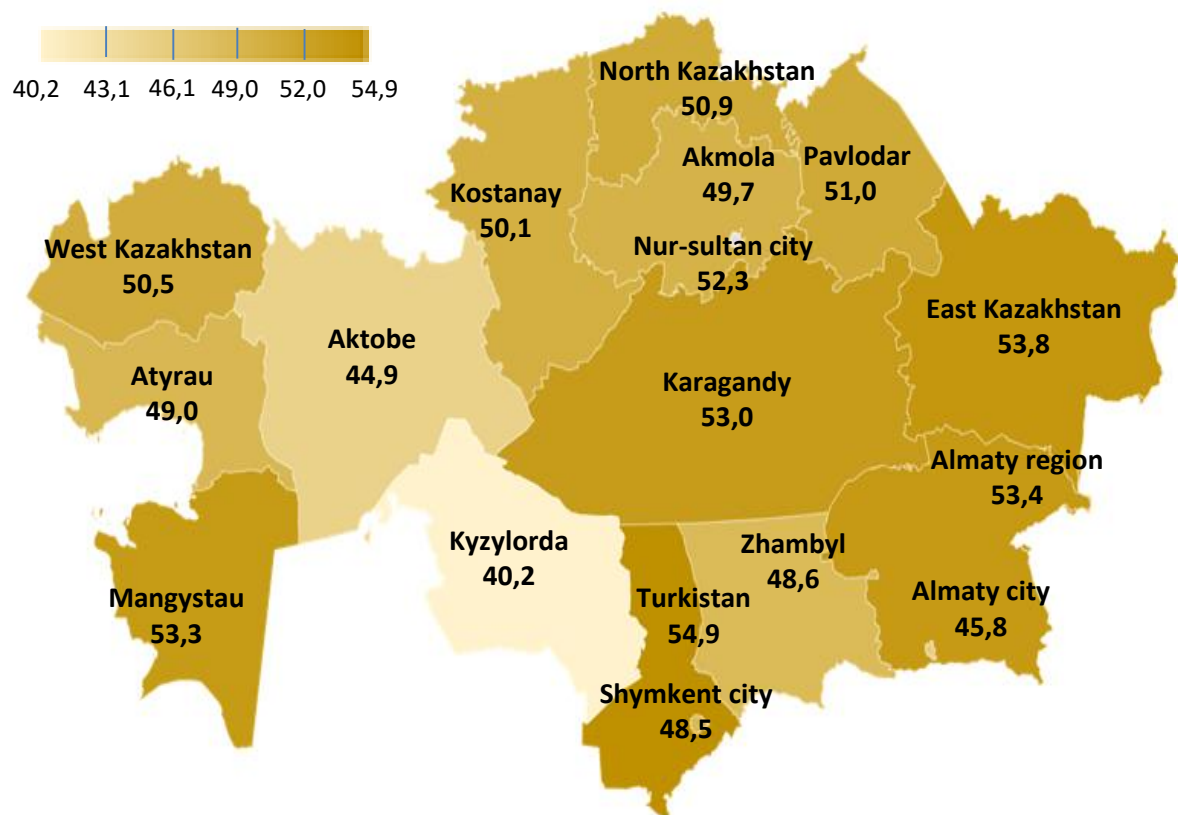 40,2 43,1 46,1 49,0 52,0 54,9
North Kazakhstan
50,9
Akmola
49,7
Pavlodar
51,0
Kostanay
50,1
Nur-sultan city
52,3
West Kazakhstan
50,5
East Kazakhstan
53,8
Aktobe
44,9
Atyrau
49,0
Karagandy
53,0
Almaty region
53,4
Kyzylorda
40,2
Zhambyl
48,6
Mangystau
53,3
Turkistan
54,9
Almaty city
45,8
Shymkent city
48,5